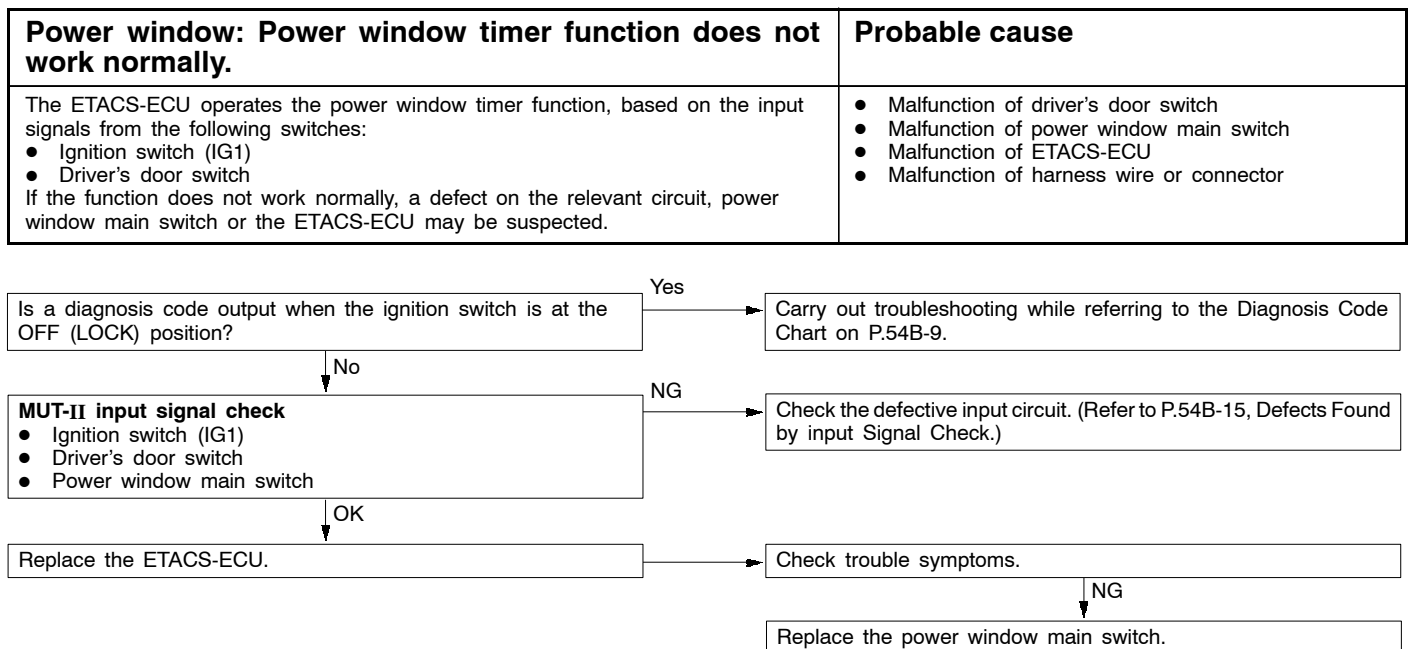 Power window: Power window timer function does not
work normally.
Probable cause
The ETACS-ECU operates the power window timer function, based on the input
signals from the following switches:
● Ignition switch (IG1)
● Driver's door switch
If the function does not work normally, a defect on the relevant circuit, power
window main switch or the ETACS-ECU may be suspected.
● Malfunction of driver's door switch
● Malfunction of power window main switch
● Malfunction of ETACS-ECU
● Malfunction of harness wire or connector
Is a diagnosis code output when the ignition switch is at the
OFF (LOCK) position?
Yes
Carry out troubleshooting while referring to the Diagnosis Code
Chart on P.54B-9.
No
MUT-II input signal check
● Ignition switch (IG1)
● Driver's door switch
● Power window main switch
NG
Check the defective input circuit. (Refer to P.54B-15, Defects Found
by input Signal Check.)
OK
Replace the ETACS-ECU.
Check trouble symptoms.
NG
Replace the power window main switch.